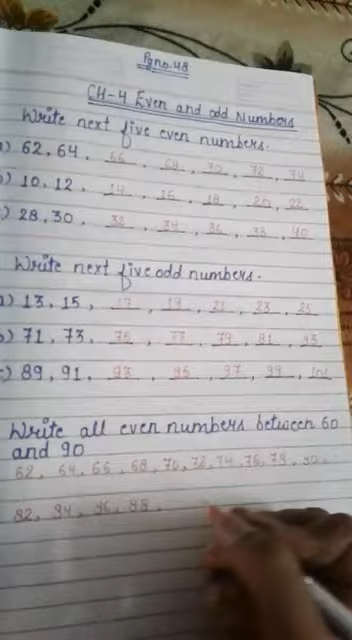 Pg no. 48
CH-4 Even and odd Numbers
Write next five even numbers.
) 62, 64, 66, 68, 70, 72, 74
) 10, 12, 14, 16, 18, 20, 22
) 28, 30, 32, 34, 36, 38, 40
Write next five odd numbers.
) 13, 15, 17, 19, 21, 23, 25
) 71, 73, 75, 77, 79, 81, 83
) 89, 91, 93, 95, 97, 99, 101
Write all even numbers between 60
and 90
62, 64, 66, 68, 70, 72, 74, 76, 78, 80,
82, 84, 86, 88,